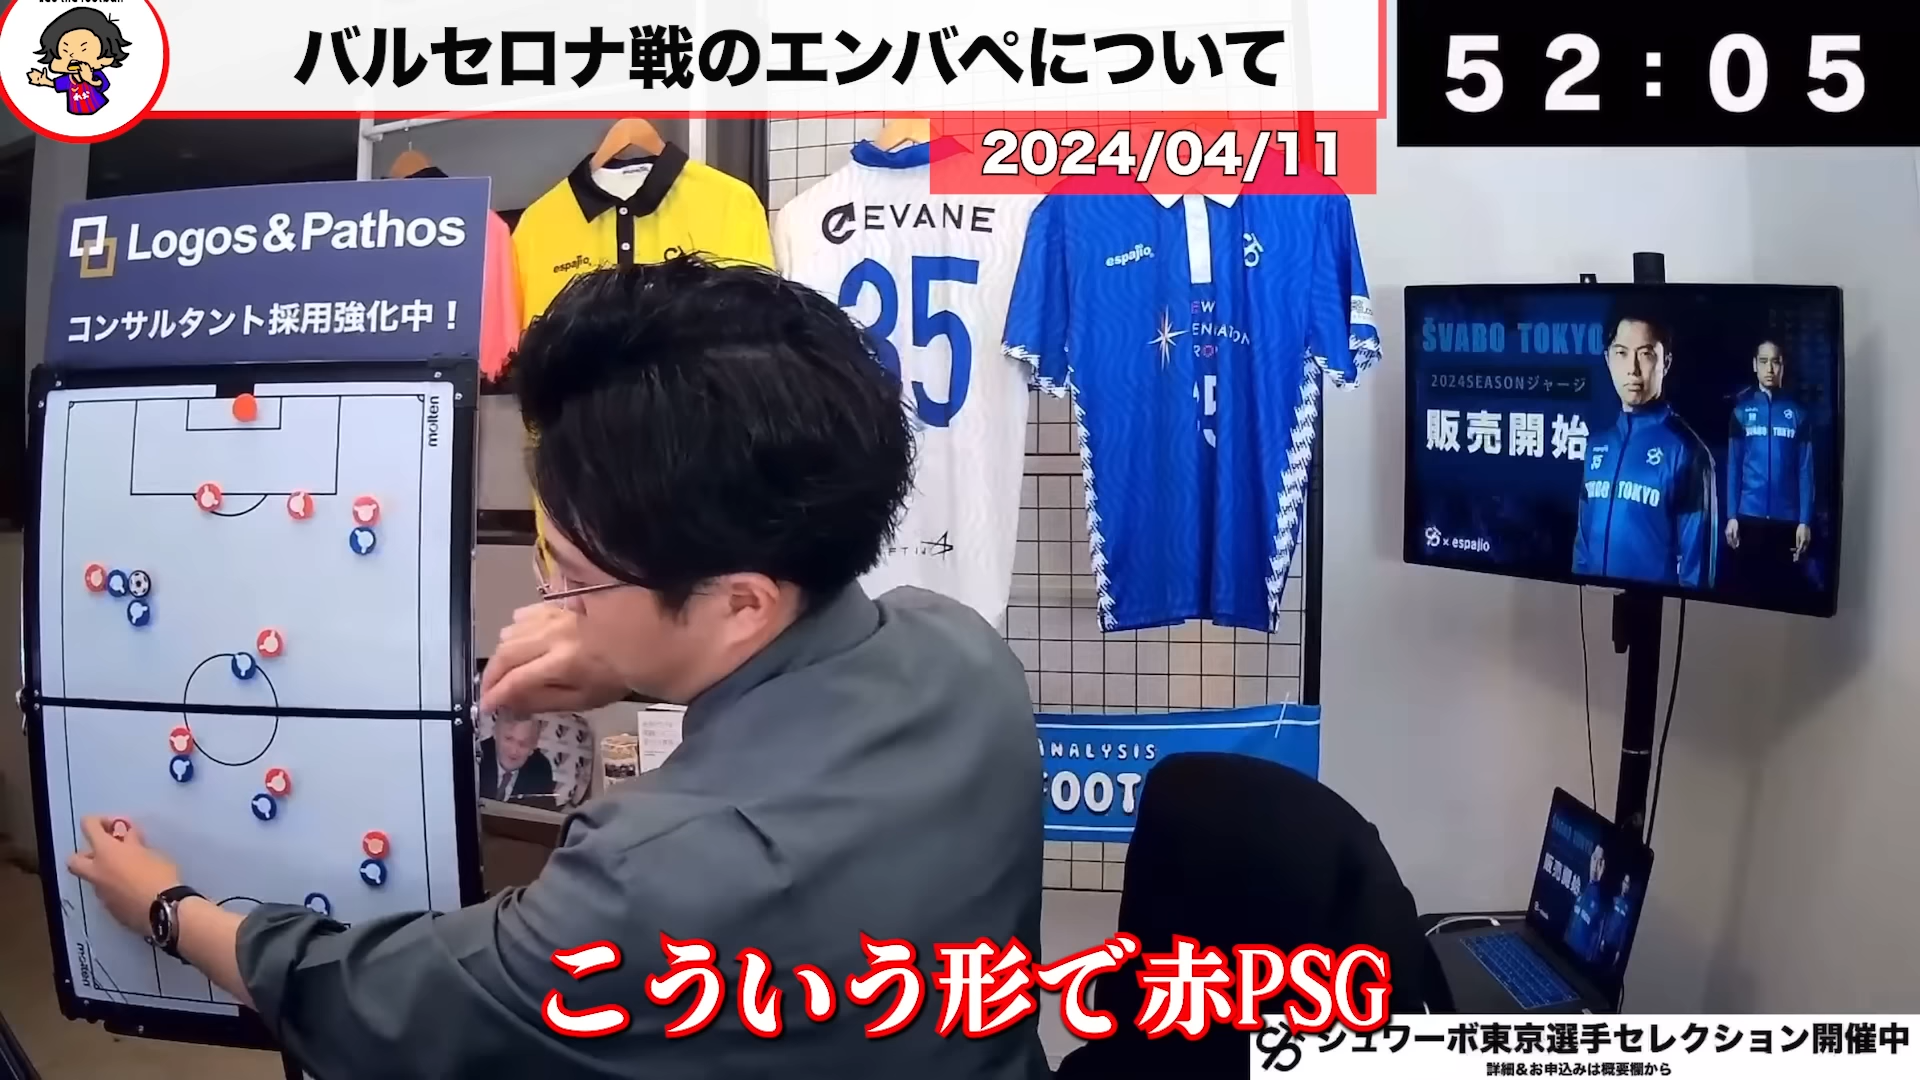 バルセロナ戦のエンバペについて
52:05
2024/04/11
Logos&Pathos
コンサルタント採用強化中！
molten
espajio
EVANE
35
espajio
ŠVABO TOKYO
2024SEASONジャージ
販売開始
× espajio
ANALYSIS
FOOT
molten
こういう形で赤PSG
シュワーボ東京選手セレクション開催中
詳細&お申込みは概要欄から